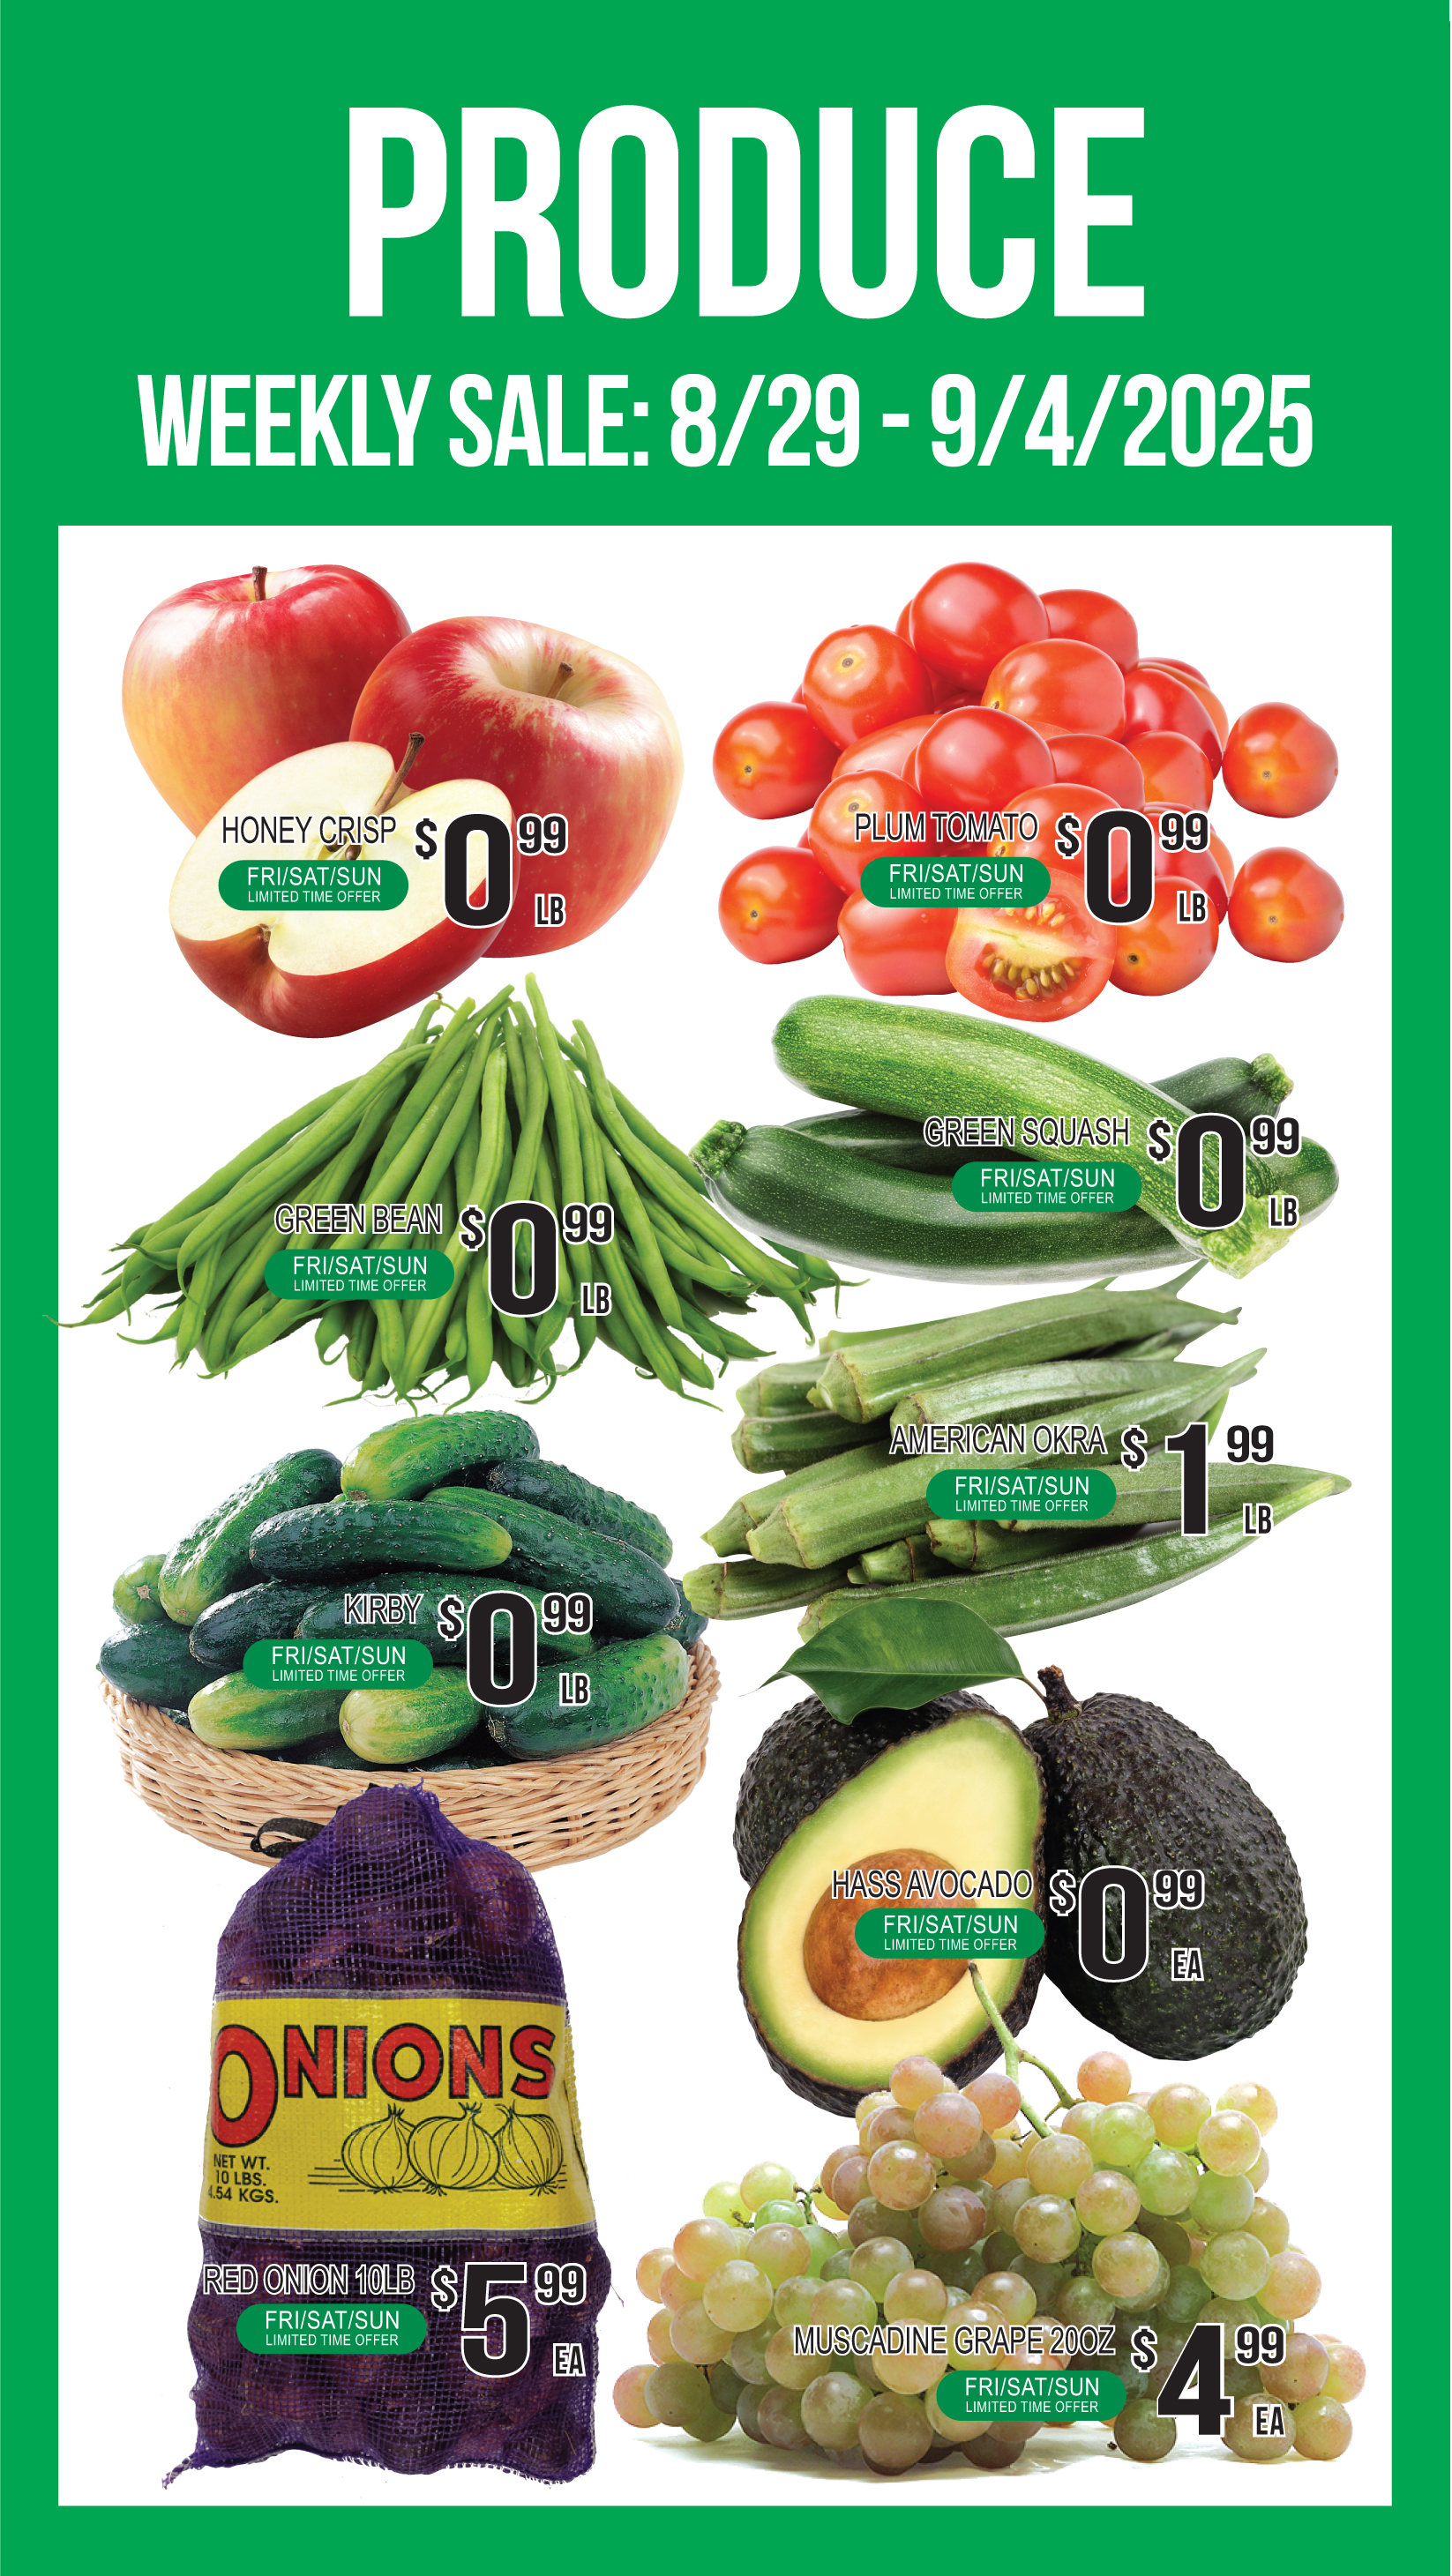 PRODUCE
WEEKLY SALE: 8/29 - 9/4/2025
HONEY CRISP $0 99 LB
FRI/SAT/SUN
LIMITED TIME OFFER
PLUM TOMATO $0 99 LB
FRI/SAT/SUN
LIMITED TIME OFFER
GREEN BEAN $0 99 LB
FRI/SAT/SUN
LIMITED TIME OFFER
GREEN SQUASH $0 99 LB
FRI/SAT/SUN
LIMITED TIME OFFER
AMERICAN OKRA $1 99 LB
FRI/SAT/SUN
LIMITED TIME OFFER
KIRBY $0 99 LB
FRI/SAT/SUN
LIMITED TIME OFFER
HASS AVOCADO $0 99 EA
FRI/SAT/SUN
LIMITED TIME OFFER
ONIONS
NET WT.
10 LBS.
4.54 KGS.
RED ONION 10LB $5 99 EA
FRI/SAT/SUN
LIMITED TIME OFFER
MUSCADINE GRAPE 20OZ $4 99 EA
FRI/SAT/SUN
LIMITED TIME OFFER